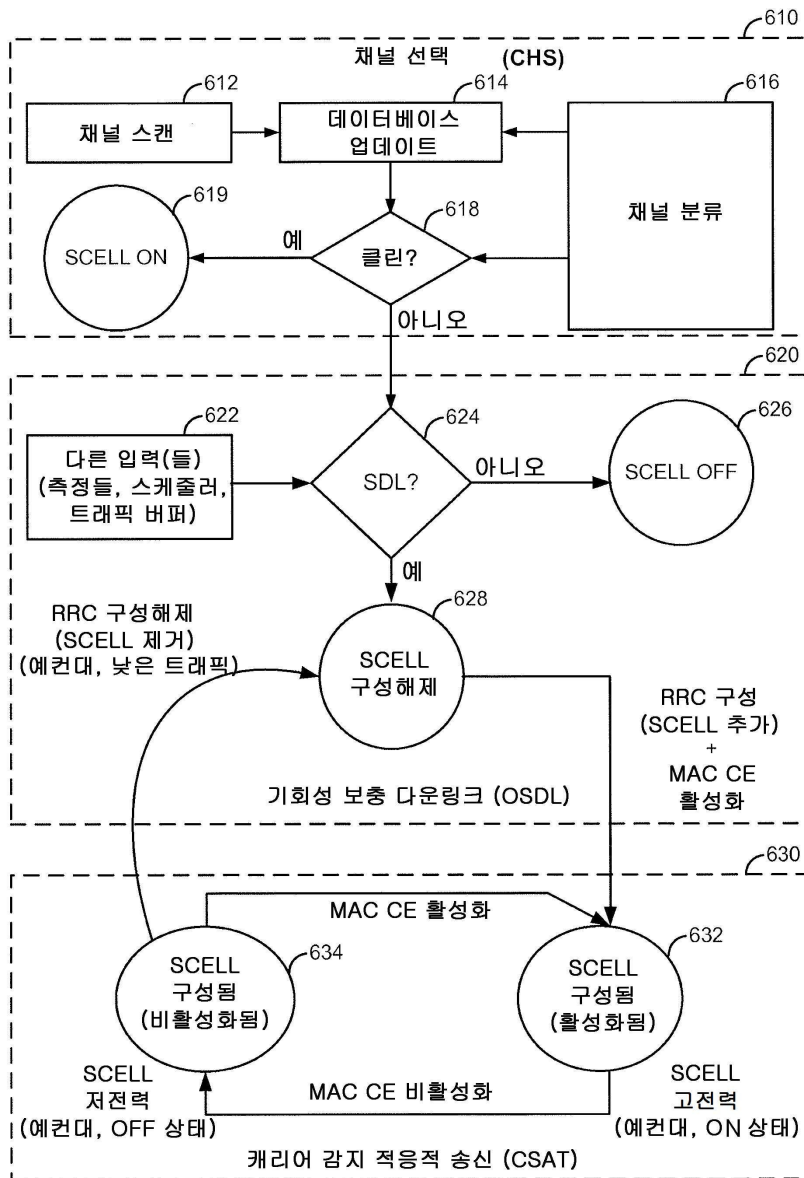 610
채널 선택 (CHS)
612
채널 스캔
614
데이터베이스
업데이트
616
채널 분류
619
SCELL ON
예
618
클린?
아니오
620
622
다른 입력(들)
(측정들, 스케줄러,
트래픽 버퍼)
624
SDL?
아니오
626
SCELL OFF
예
628
SCELL
구성해제
RRC 구성해제
(SCELL 제거)
(예컨대, 낮은 트래픽)
RRC 구성
(SCELL 추가)
+
MAC CE
활성화
기회성 보충 다운링크 (OSDL)
630
MAC CE 활성화
634
SCELL
구성됨
(비활성화됨)
632
SCELL
구성됨
(활성화됨)
SCELL
저전력
(예컨대, OFF 상태)
MAC CE 비활성화
SCELL
고전력
(예컨대, ON 상태)
캐리어 감지 적응적 송신 (CSAT)